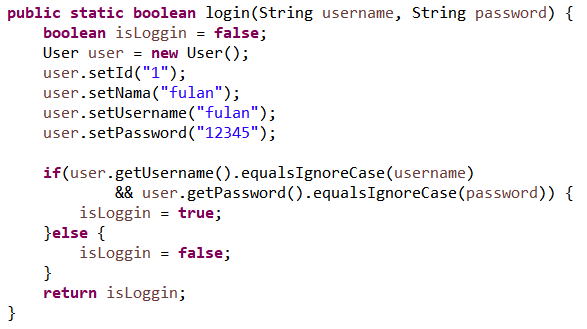 public static boolean login(String username, String password) {
    boolean isLoggin = false;
    User user = new User();
    user.setId("1");
    user.setNama("fulan");
    user.setUsername("fulan");
    user.setPassword("12345");

    if(user.getUsername().equalsIgnoreCase(username)
            && user.getPassword().equalsIgnoreCase(password)) {
        isLoggin = true;
    }else {
        isLoggin = false;
    }
    return isLoggin;
}